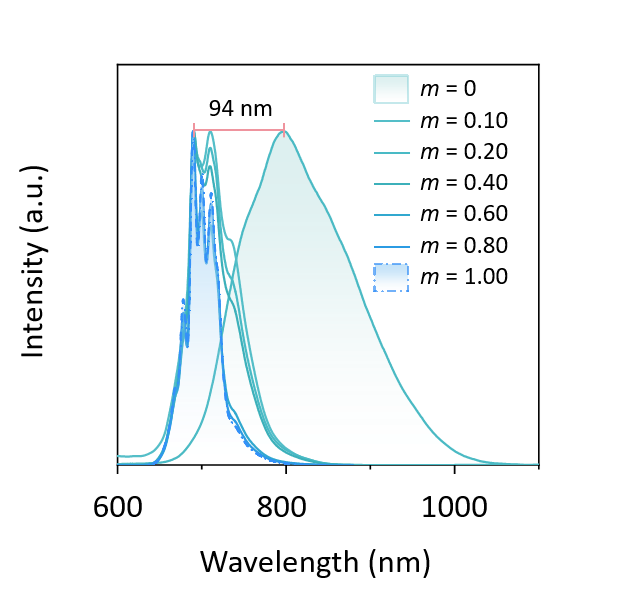 94 nm
m = 0
m = 0.10
m = 0.20
m = 0.40
m = 0.60
m = 0.80
m = 1.00
Intensity (a.u.)
600 800 1000
Wavelength (nm)